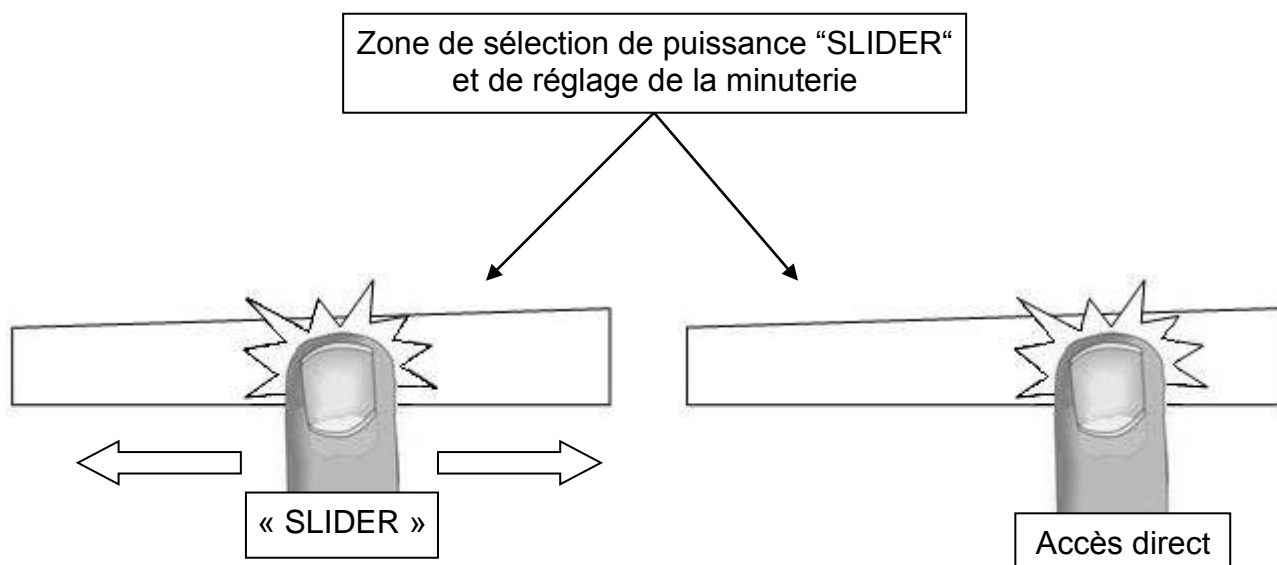 Zone de sélection de puissance “SLIDER“
et de réglage de la minuterie
« SLIDER »
Accès direct